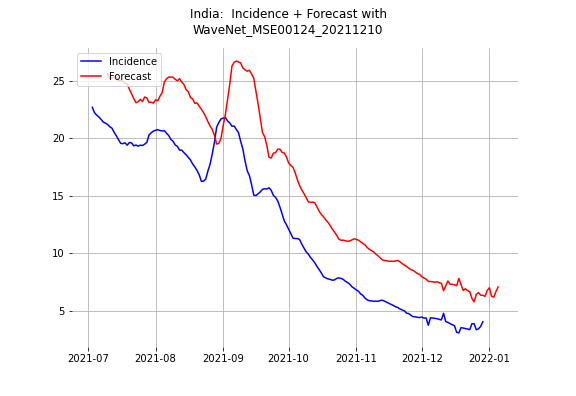 India:  Incidence + Forecast with
WaveNet_MSE00124_20211210
Incidence
Forecast
25
20
15
10
5
2021-07 2021-08 2021-09 2021-10 2021-11 2021-12 2022-01